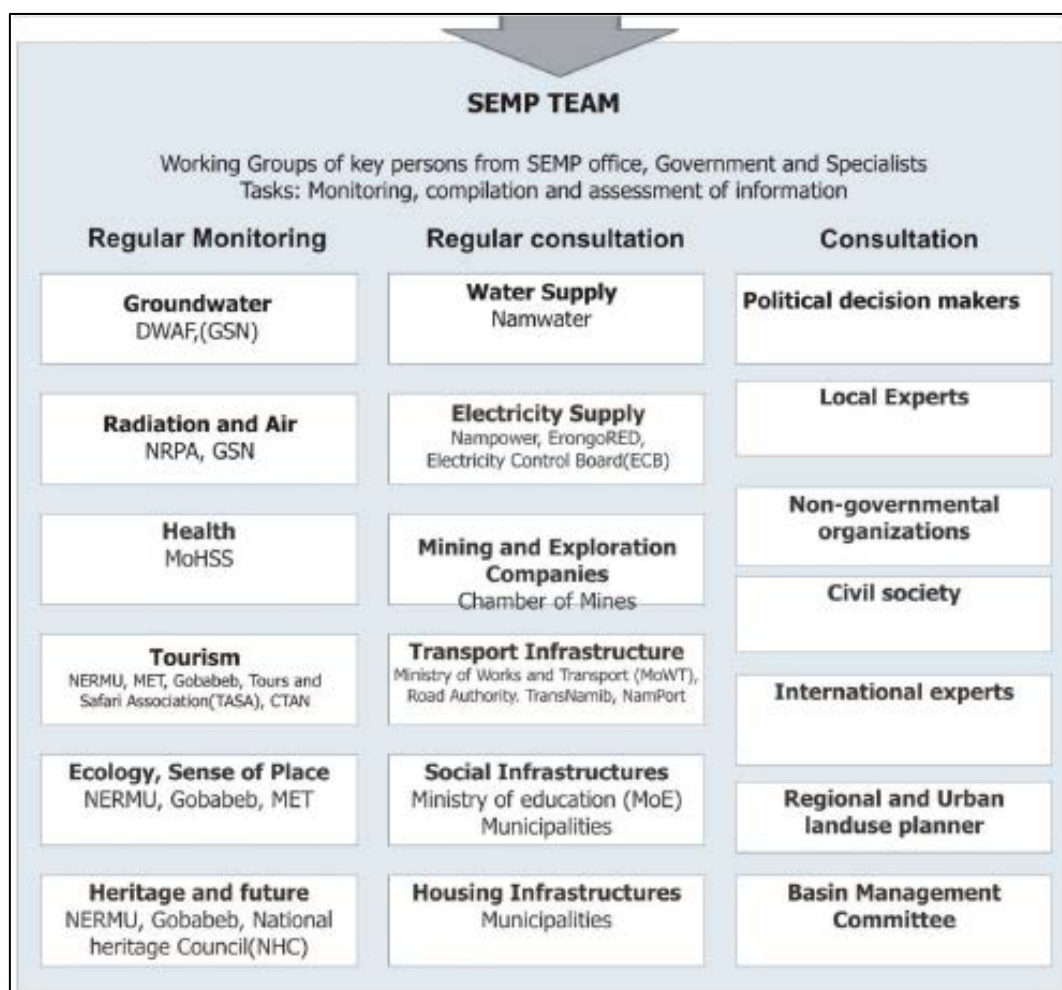 SEMP TEAM
Working Groups of key persons from SEMP office, Government and Specialists
Tasks: Monitoring, compilation and assessment of information
Regular Monitoring
Groundwater
DWAF,(GSN)
Radiation and Air
NRPA, GSN
Health
MoHSS
Tourism
NERMU, MET, Gobabeb, Tours and
Safari Association(TASA), CTAN
Ecology, Sense of Place
NERMU, Gobabeb, MET
Heritage and future
NERMU, Gobabeb, National
heritage Council(NHC)
Regular consultation
Water Supply
Namwater
Electricity Supply
Nampower, ErongoRED,
Electricity Control Board(ECB)
Mining and Exploration
Companies
Chamber of Mines
Transport Infrastructure
Ministry of Works and Transport (MoWT),
Road Authority. TransNamib, NamPort
Social Infrastructures
Ministry of education (MoE)
Municipalities
Housing Infrastructures
Municipalities
Consultation
Political decision makers
Local Experts
Non-governmental
organizations
Civil society
International experts
Regional and Urban
landuse planner
Basin Management
Committee